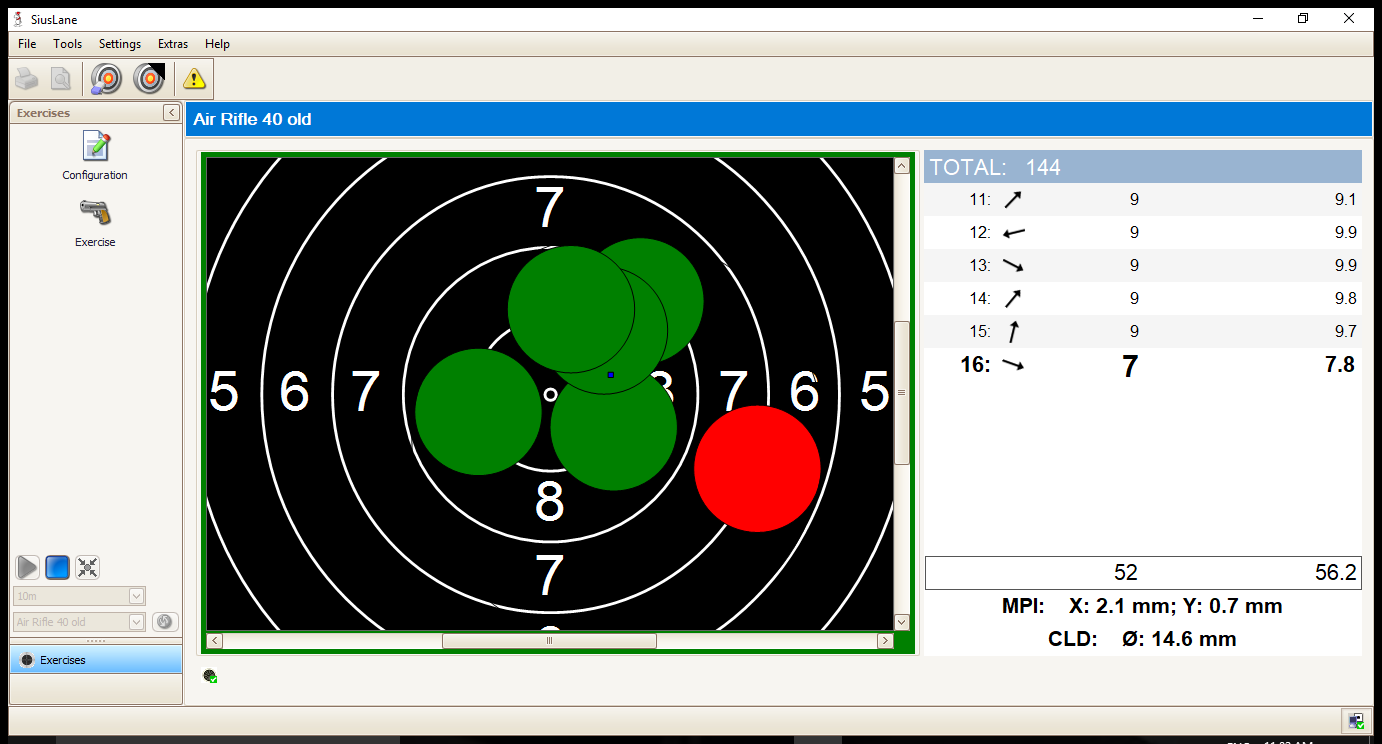 SiusLane
File Tools Settings Extras Help
Exercises
Configuration
Exercise
10m
Air Rifle 40 old
Exercises
Air Rifle 40 old
7
5 6 7 7 6 5
8
7
TOTAL: 144
11: 9 9.1
12: 9 9.9
13: 9 9.9
14: 9 9.8
15: 9 9.7
16: 7 7.8
52 56.2
MPI: X: 2.1 mm; Y: 0.7 mm
CLD: Ø: 14.6 mm